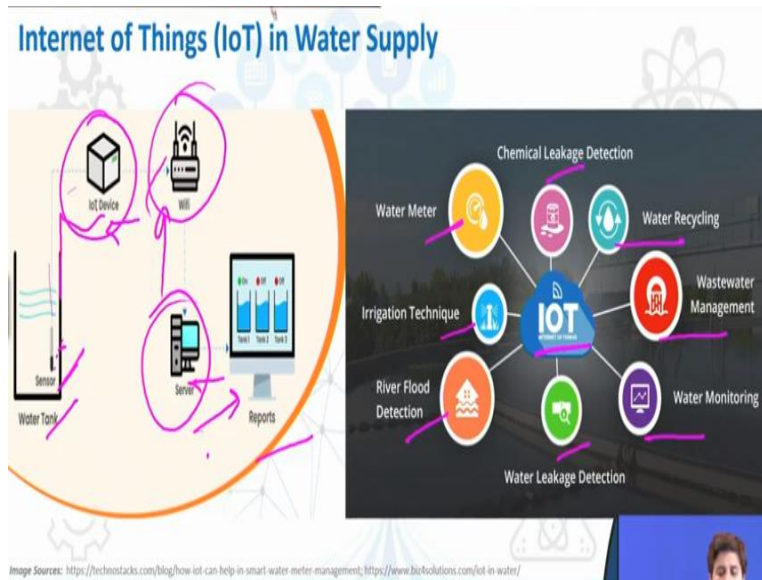 Internet of Things (IoT) in Water Supply
IoT Device
Wifi
Sensor
Water Tank
Server
On
Off
Off
Tank 1
Tank 2
Tank 3
Reports
Chemical Leakage Detection
Water Meter
Water Recycling
Irrigation Technique
IOT
INTERNET OF THINGS
Wastewater
Management
River Flood
Detection
Water Monitoring
Water Leakage Detection
Image Sources: https://technostacks.com/blog/how-iot-can-help-in-smart-water-meter-management; https://www.biz4solutions.com/iot-in-water/